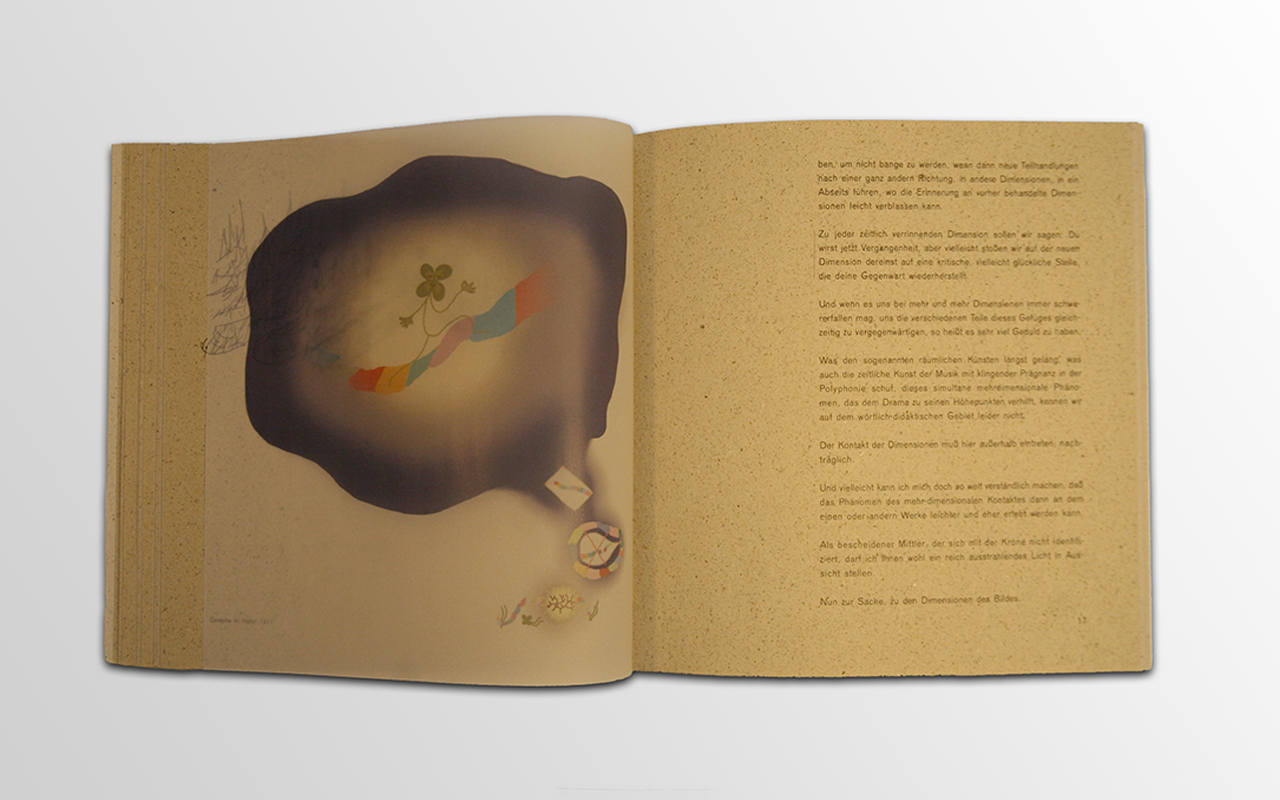 ben, um nicht bange zu werden, wenn dann neue Teilhandlungen
nach einer ganz andern Richtung, in andere Dimensionen, in ein
Abseits führen, wo die Erinnerung an vorher behandelte Dimen-
sionen leicht verblassen kann.
Zu jeder zeitlich verrinnenden Dimension sollen wir sagen: Du
wirst jetzt Vergangenheit, aber vielleicht stoßen wir auf der neuen
Dimension dereinst auf eine kritische, vielleicht glückliche Stelle,
die deine Gegenwart wiederherstellt.
Und wenn es uns bei mehr und mehr Dimensionen immer schwe-
rerfallen mag, uns die verschiedenen Teile dieses Gefüges gleich-
zeitig zu vergegenwärtigen, so heißt es sehr viel Geduld zu haben.
Was den sogenannten räumlichen Künsten längst gelang, was
auch die zeitliche Kunst der Musik mit klingender Prägnanz in der
Polyphonie schuf, dieses simultane mehrdimensionale Phäno-
men, das dem Drama zu seinen Höhepunkten verhilft, kennen wir
auf dem wörtlich-didaktischen Gebiet leider nicht.
Der Kontakt der Dimensionen muß hier außerhalb eintreten, nach-
träglich.
Und vielleicht kann ich mich doch so weit verständlich machen, daß
das Phänomen des mehr-dimensionalen Kontaktes dann an dem
einen oder andern Werke leichter und eher erlebt werden kann.
Als bescheidener Mittler, der sich mit der Krone nicht identifi-
ziert, darf ich Ihnen wohl ein reich ausstrahlendes Licht in Aus-
sicht stellen.
Nun zur Sache, zu den Dimensionen des Bildes.